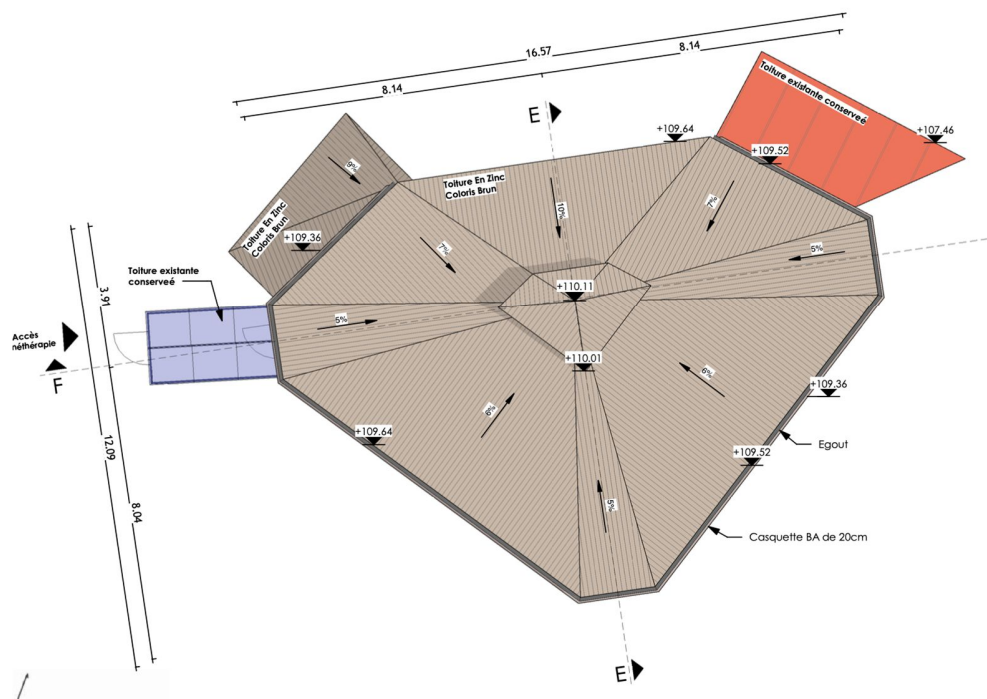 16.57
8.14
8.14
Toiture existante
conserveé
+107.46
+109.64
+109.52
E
9%
Toiture En Zinc
Coloris Brun
Toiture En Zinc
Coloris Brun
+109.36
7%
10%
7%
5%
Toiture existante
conserveé
+110.11
5%
3.91
Accès
néthérapie
F
+110.01
6%
6%
+109.36
+109.64
Egout
+109.52
12.09
8.04
5%
Casquette BA de 20cm
E